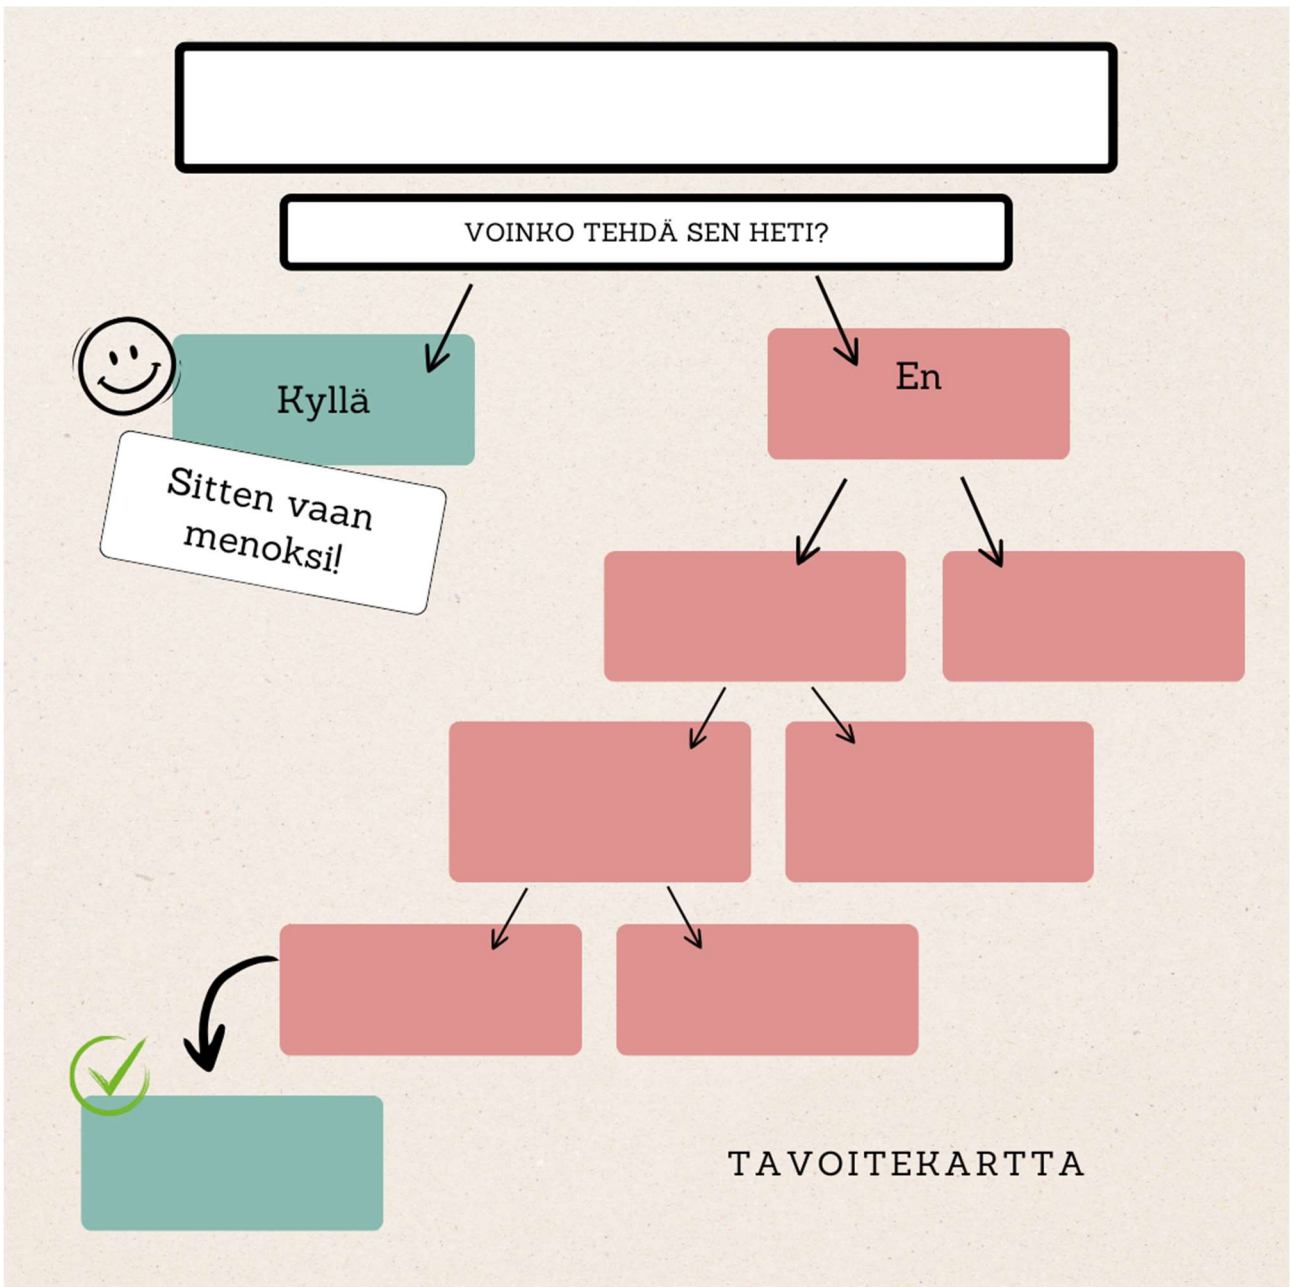 VOINKO TEHDÄ SEN HETI?
Kyllä
En
Sitten vaan
menoksi!
TAVOITEKARTTA